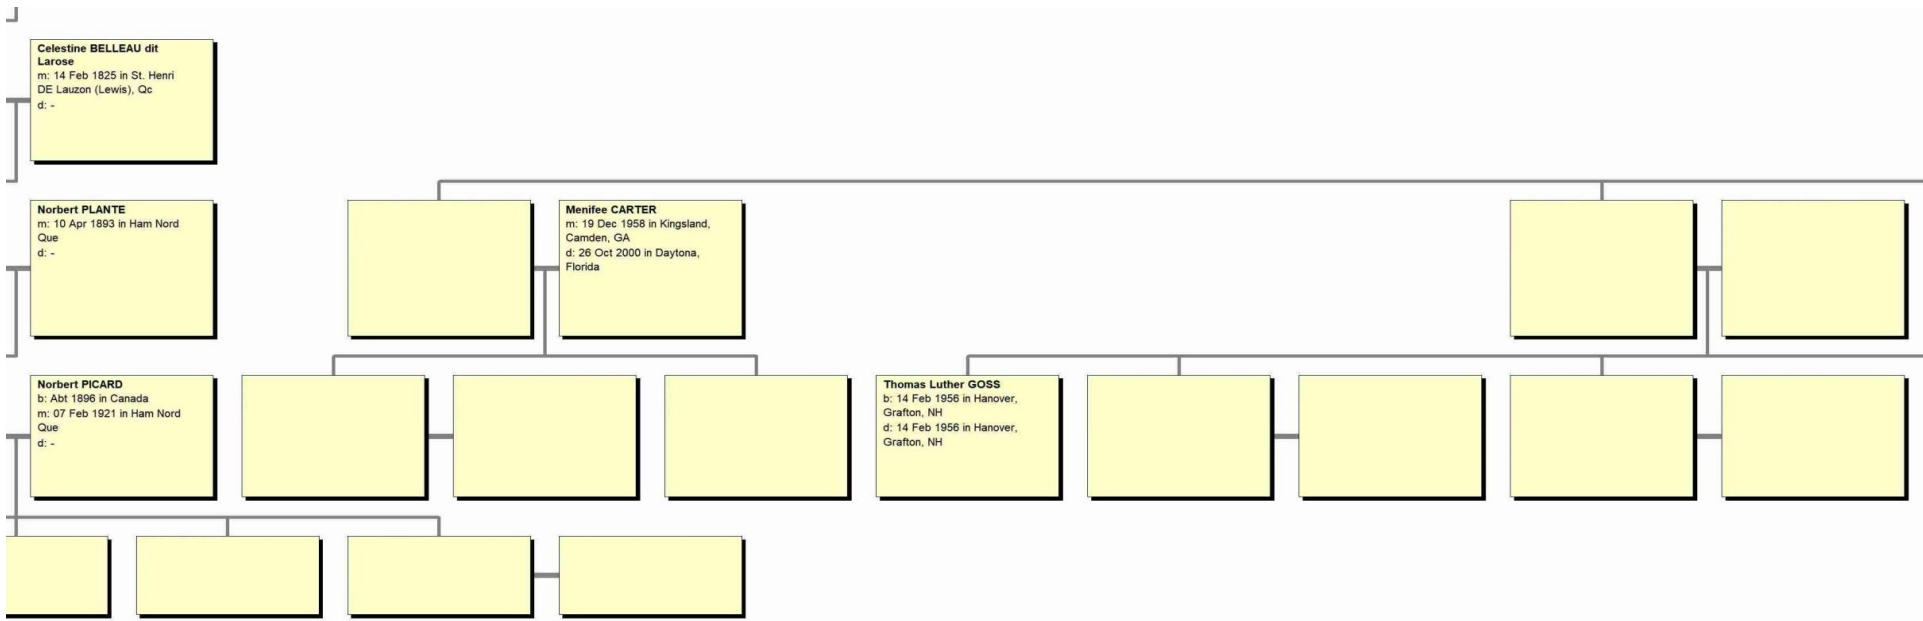 Celestine BELLEAU dit
Larose
m: 14 Feb 1825 in St. Henri
DE Lauzon (Lewis), Qc
d: -
Norbert PLANTE
m: 10 Apr 1893 in Ham Nord
Que
d: -
Menifee CARTER
m: 19 Dec 1958 in Kingsland,
Camden, GA
d: 26 Oct 2000 in Daytona,
Florida
Norbert PICARD
b: Abt 1896 in Canada
m: 07 Feb 1921 in Ham Nord
Que
d: -
Thomas Luther GOSS
b: 14 Feb 1956 in Hanover,
Grafton, NH
d: 14 Feb 1956 in Hanover,
Grafton, NH